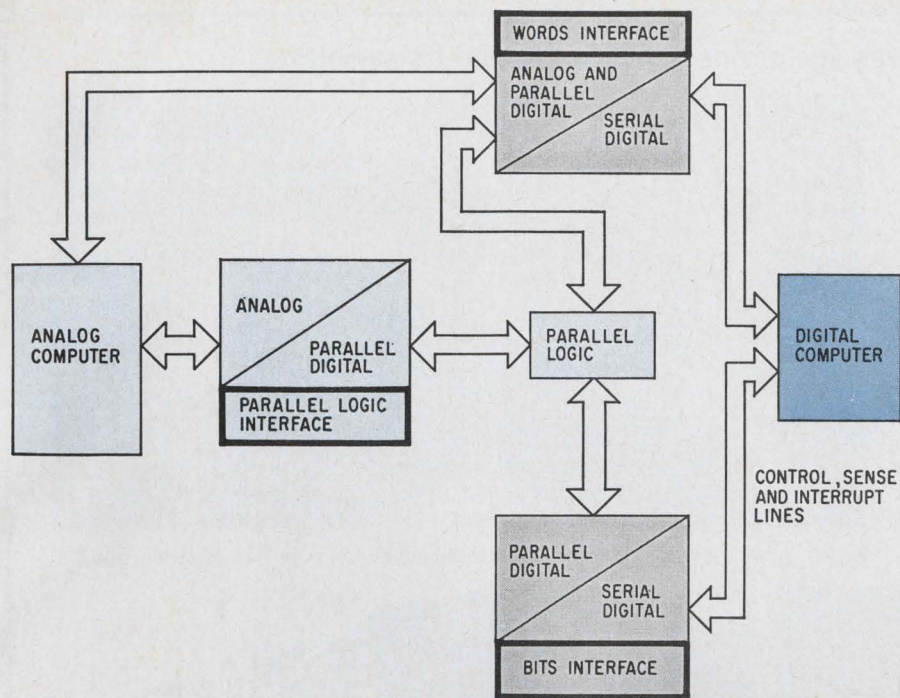 WORDS INTERFACE
ANALOG AND
PARALLEL
DIGITAL
SERIAL
DIGITAL
ANALOG
COMPUTER
ANALOG
PARALLEL
DIGITAL
PARALLEL LOGIC
INTERFACE
PARALLEL
LOGIC
DIGITAL
COMPUTER
CONTROL, SENSE
AND INTERRUPT
LINES
PARALLEL
DIGITAL
SERIAL
DIGITAL
BITS INTERFACE